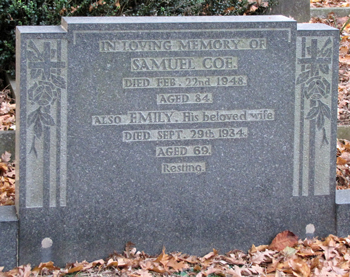 IN LOVING MEMORY OF
SAMUEL COE.
DIED FEB. 22nd 1948.
AGED 84.
ALSO EMILY, His beloved wife
DIED SEPT. 29th 1934.
AGED 69.
Resting.